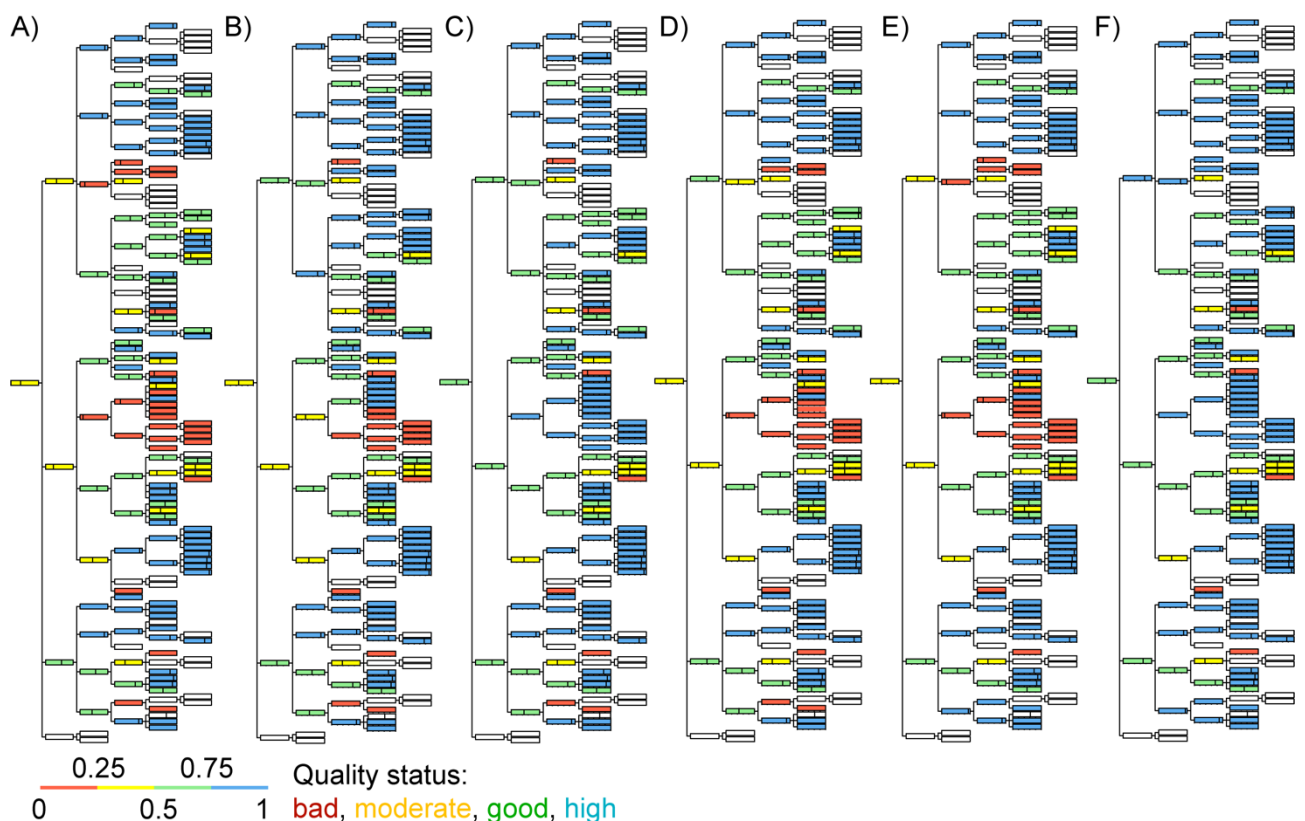 A) B) C) D) E) F)
0.25 0.75
0 0.5 1
Quality status:
bad, moderate, good, high